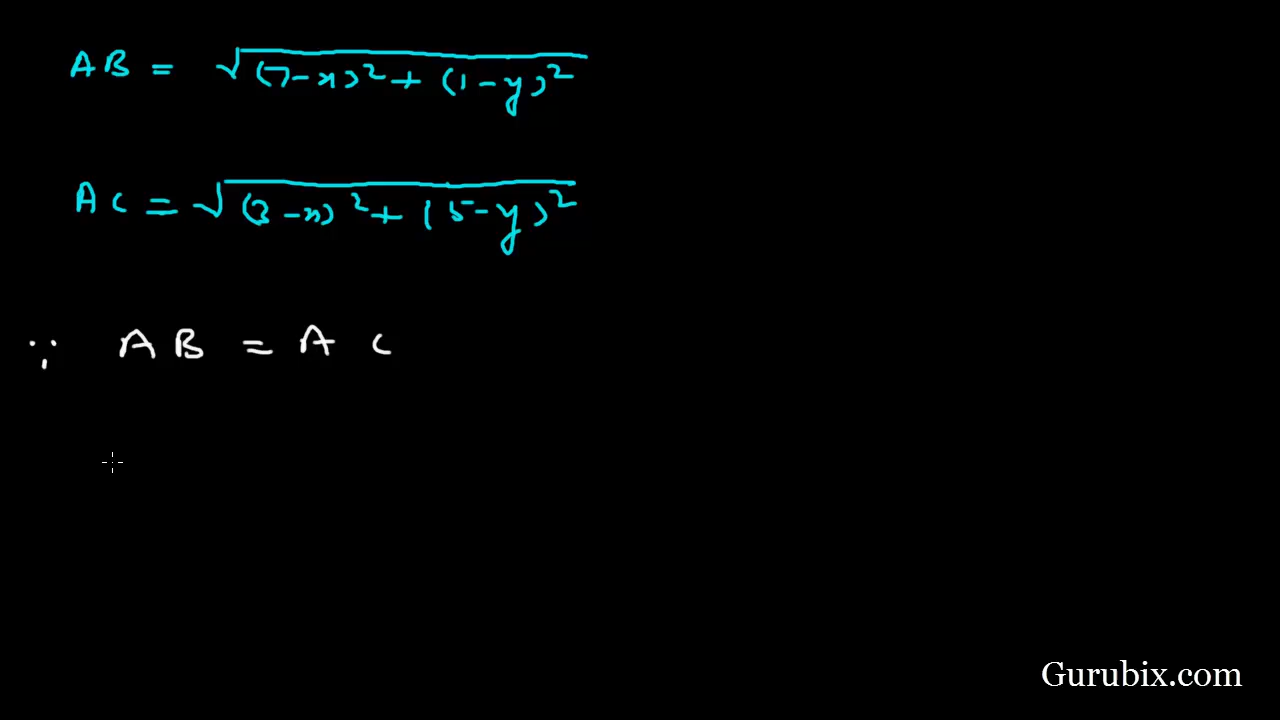 AB = √(7-x)² + (1-y)²
AC = √(3-x)² + (5-y)²
∵ AB = AC
Gurubix.com